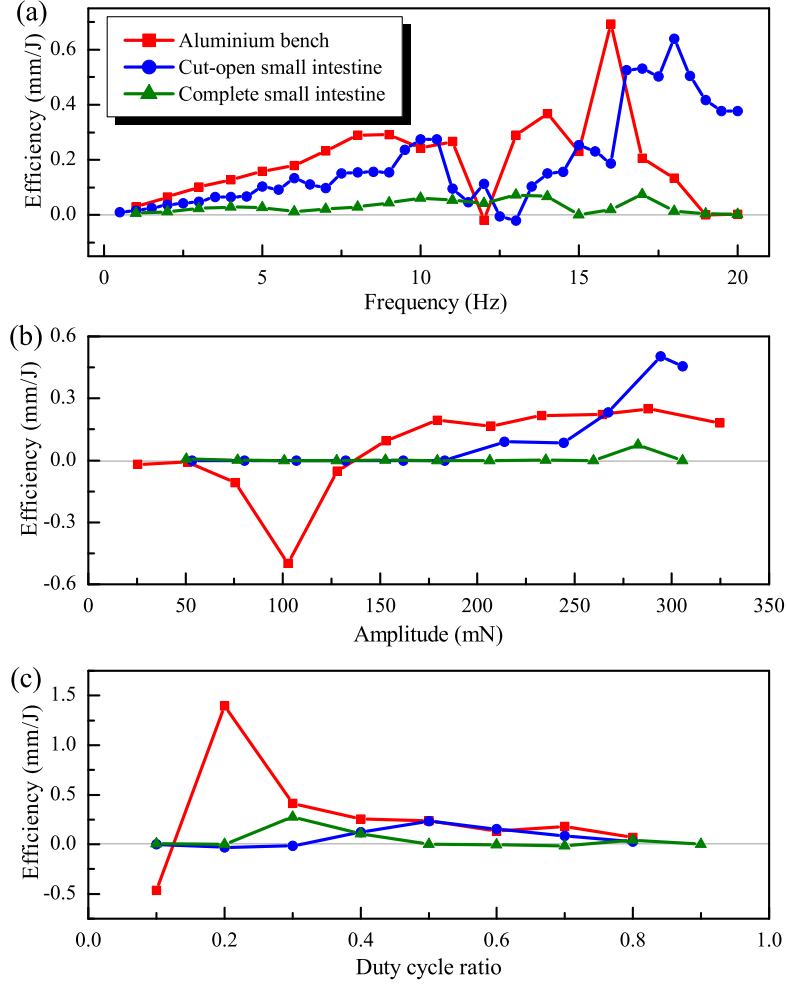 (a)
Aluminium bench
Cut-open small intestine
Complete small intestine
Efficiency (mm/J)
0.6
0.4
0.2
0.0
0 5 10 15 20
Frequency (Hz)
(b)
Efficiency (mm/J)
0.6
0.3
0.0
-0.3
-0.6
0 50 100 150 200 250 300 350
Amplitude (mN)
(c)
Efficiency (mm/J)
1.5
1.0
0.5
0.0
-0.5
0.0 0.2 0.4 0.6 0.8 1.0
Duty cycle ratio